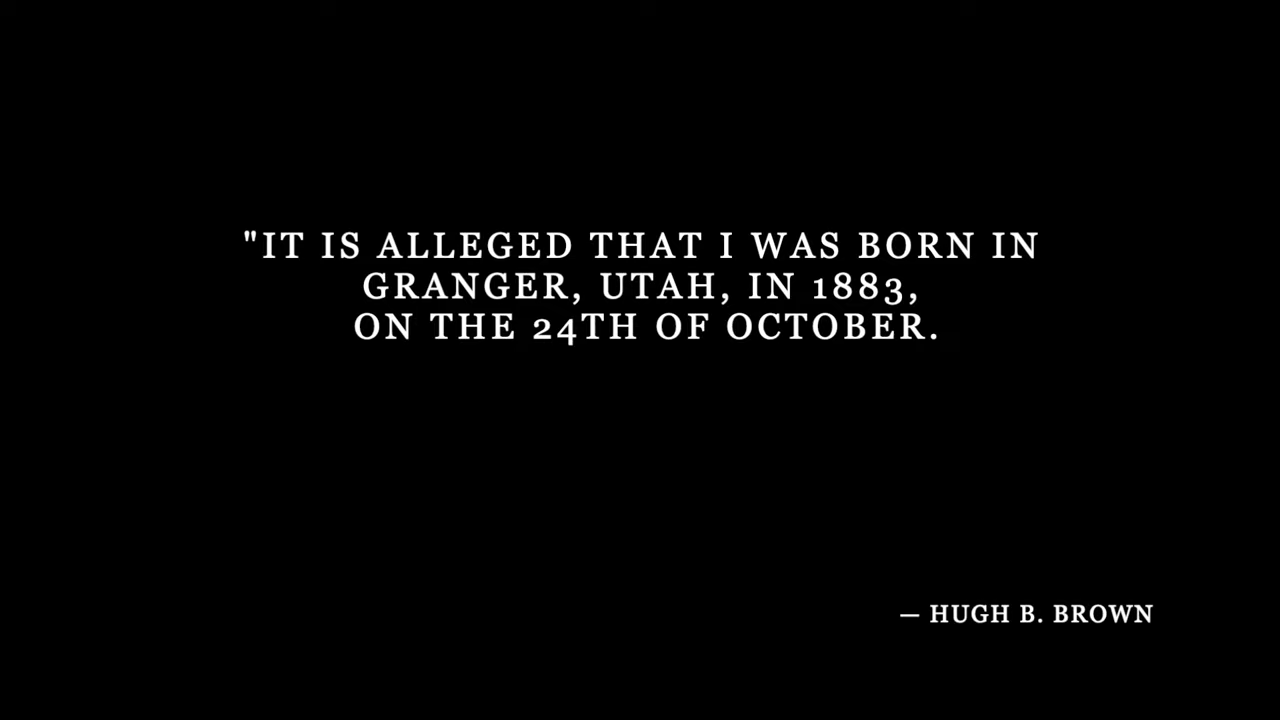 "IT IS ALLEGED THAT I WAS BORN IN
GRANGER, UTAH, IN 1883,
ON THE 24TH OF OCTOBER.
— HUGH B. BROWN